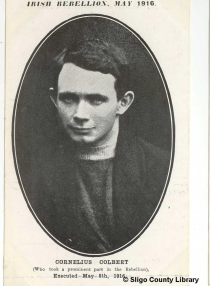 IRISH REBELLION, MAY 1916.
CORNELIUS COLBERT
(Who took a prominent part in the Rebellion),
Executed May 8th, 1916.
© Sligo County Library